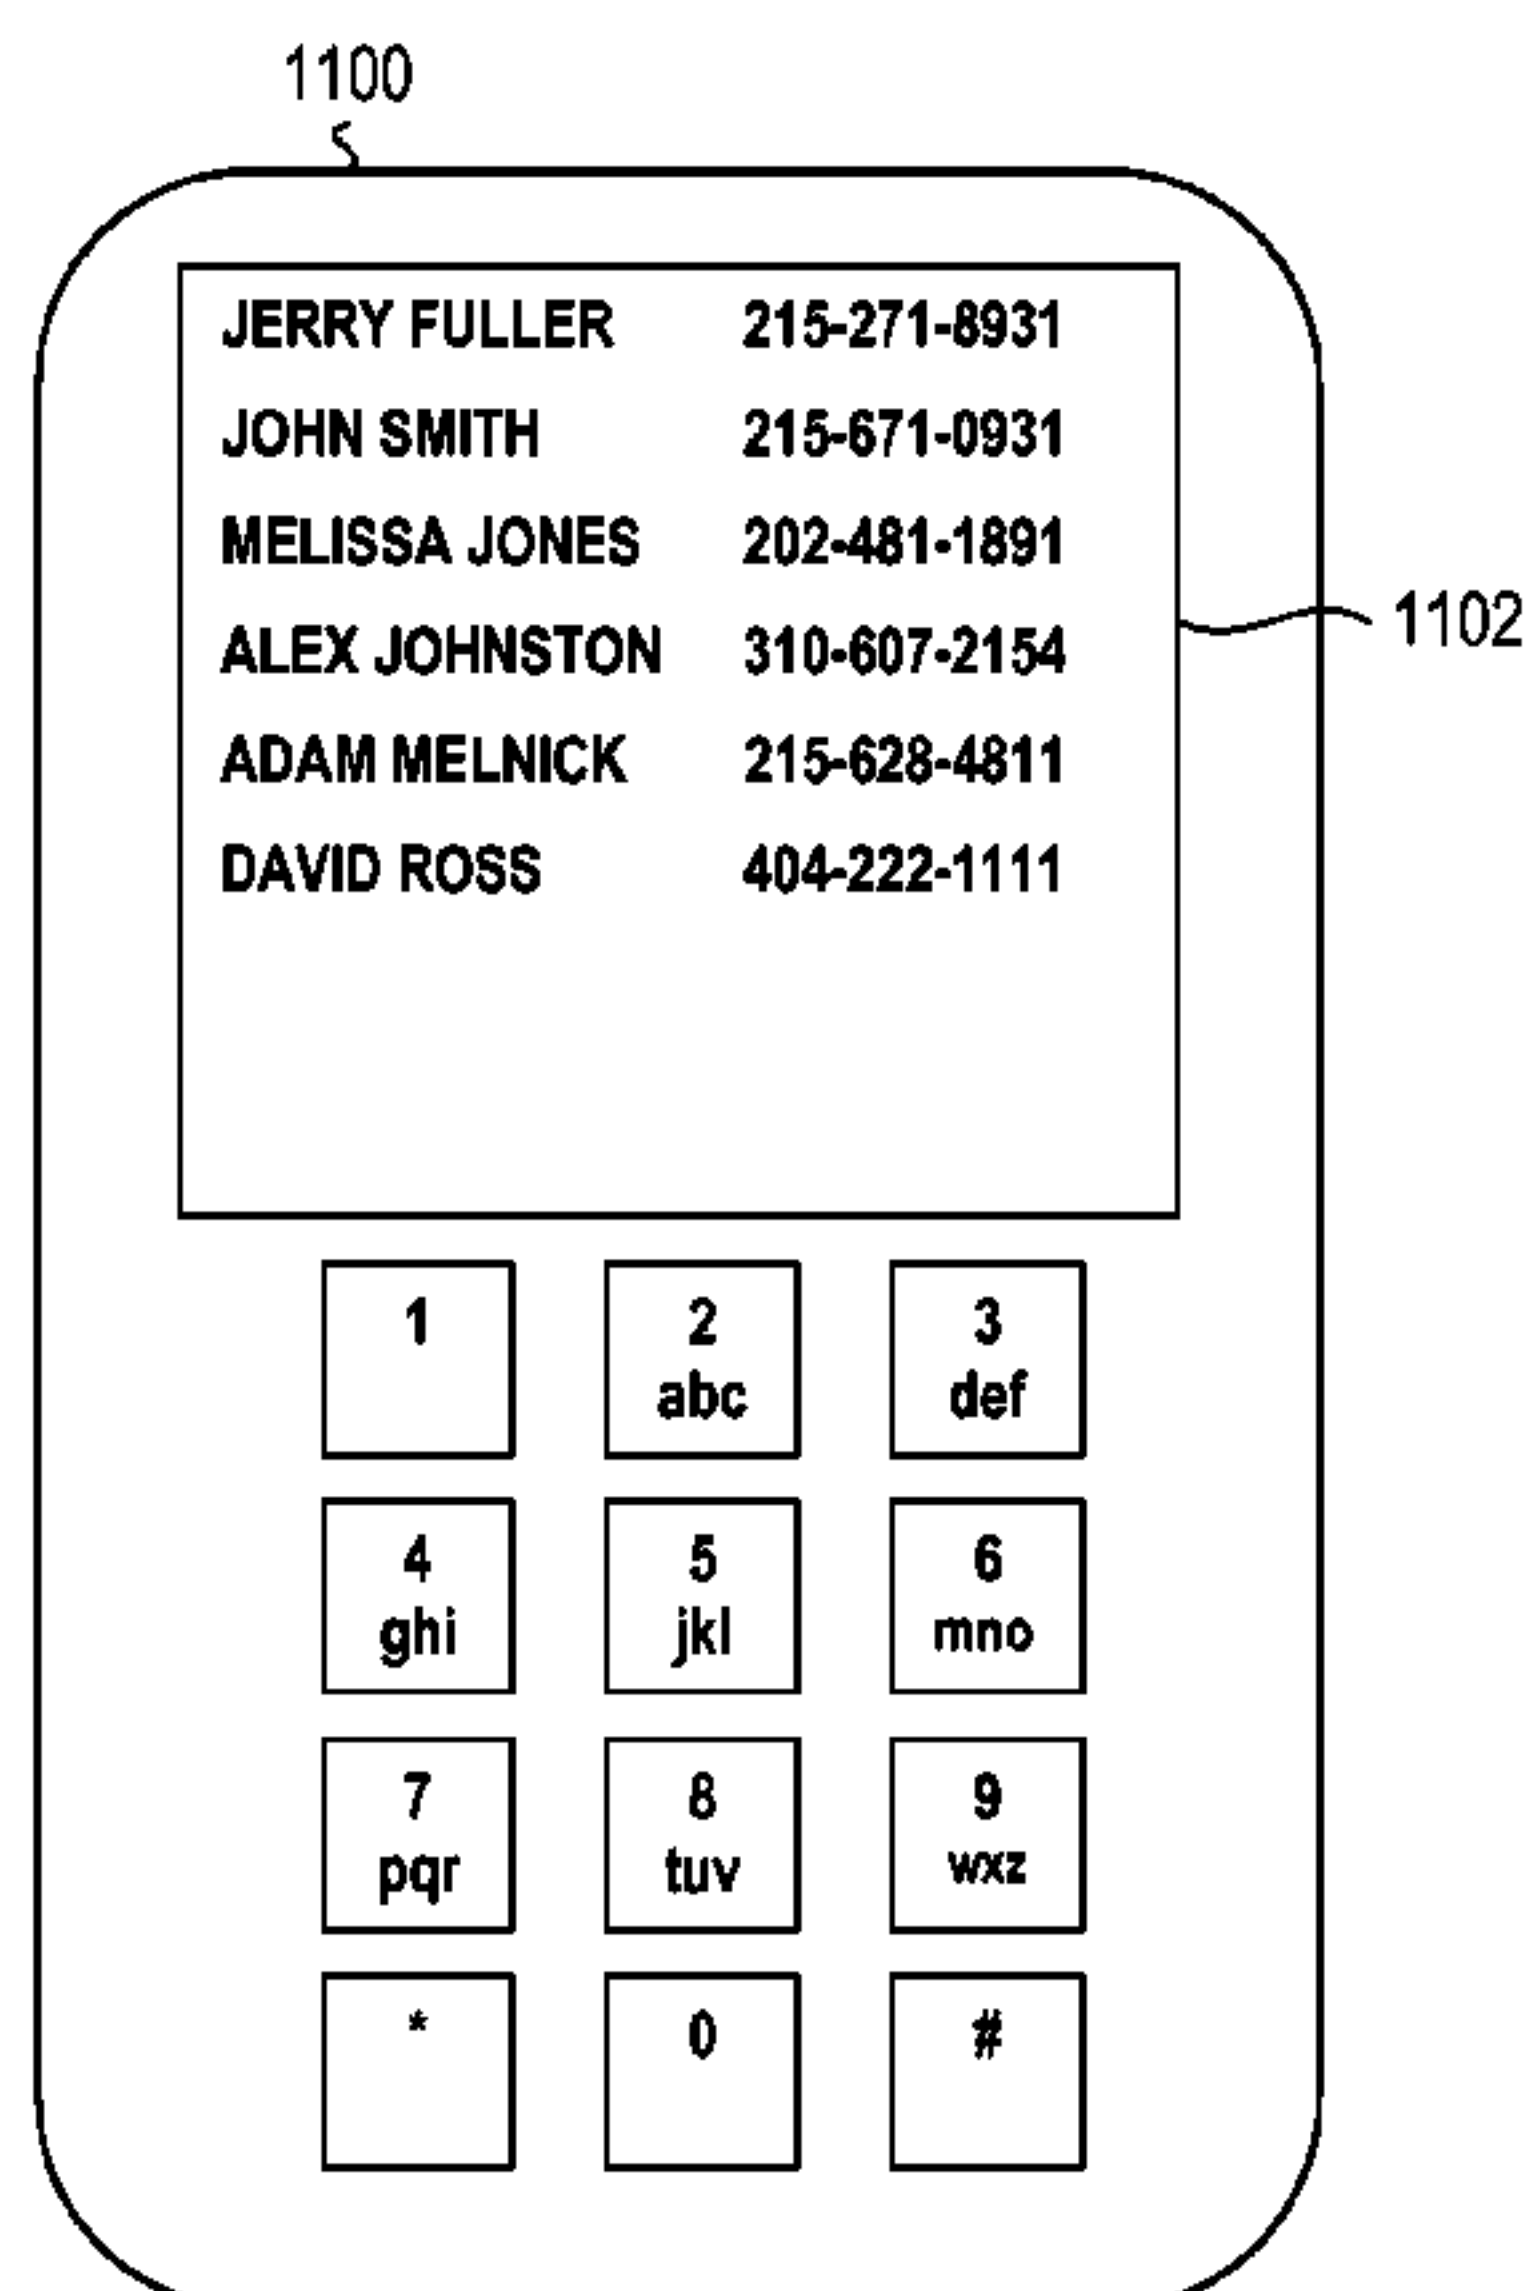 1100
JERRY FULLER 215-271-8931
JOHN SMITH 215-671-0931
MELISSA JONES 202-481-1891
ALEX JOHNSTON 310-607-2154
1102
ADAM MELNICK 215-628-4811
DAVID ROSS 404-222-1111
1 2 3
abc def
4 5 6
ghi jkl mno
7 8 9
pqr tuv wxz
* 0 #